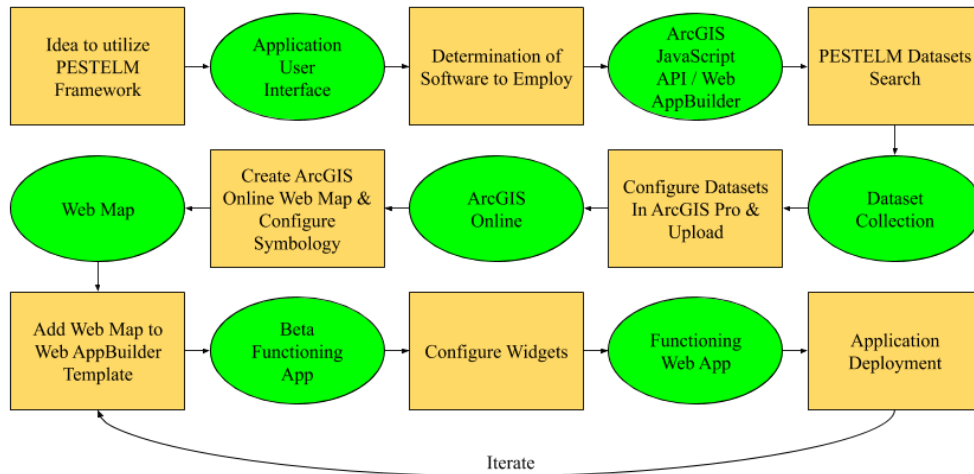 Idea to utilize
PESTELM
Framework
Application
User
Interface
Determination of
Software to Employ
ArcGIS
JavaScript
API / Web
AppBuilder
PESTELM Datasets
Search
Web Map
Create ArcGIS
Online Web Map &
Configure
Symbology
ArcGIS
Online
Configure Datasets
In ArcGIS Pro &
Upload
Dataset
Collection
Add Web Map to
Web AppBuilder
Template
Beta
Functioning
App
Configure Widgets
Functioning
Web App
Application
Deployment
Iterate